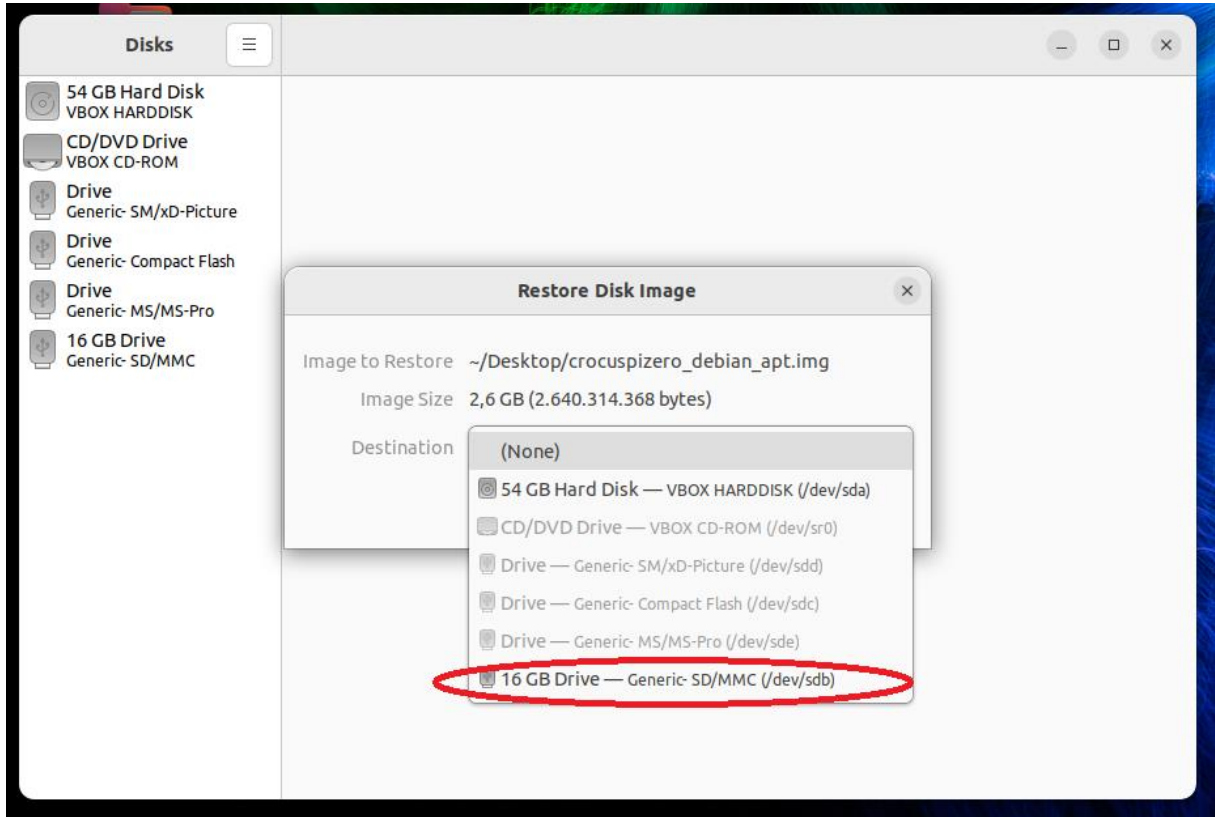 Disks
54 GB Hard Disk
VBOX HARDDISK
CD/DVD Drive
VBOX CD-ROM
Drive
Generic- SM/xD-Picture
Drive
Generic- Compact Flash
Drive
Generic- MS/MS-Pro
16 GB Drive
Generic- SD/MMC
Restore Disk Image
Image to Restore ~/Desktop/crocuspizero_debian_apt.img
Image Size 2,6 GB (2.640.314.368 bytes)
Destination
(None)
54 GB Hard Disk — VBOX HARDDISK (/dev/sda)
CD/DVD Drive — VBOX CD-ROM (/dev/sr0)
Drive — Generic- SM/xD-Picture (/dev/sdd)
Drive — Generic- Compact Flash (/dev/sdc)
Drive — Generic- MS/MS-Pro (/dev/sde)
16 GB Drive — Generic- SD/MMC (/dev/sdb)